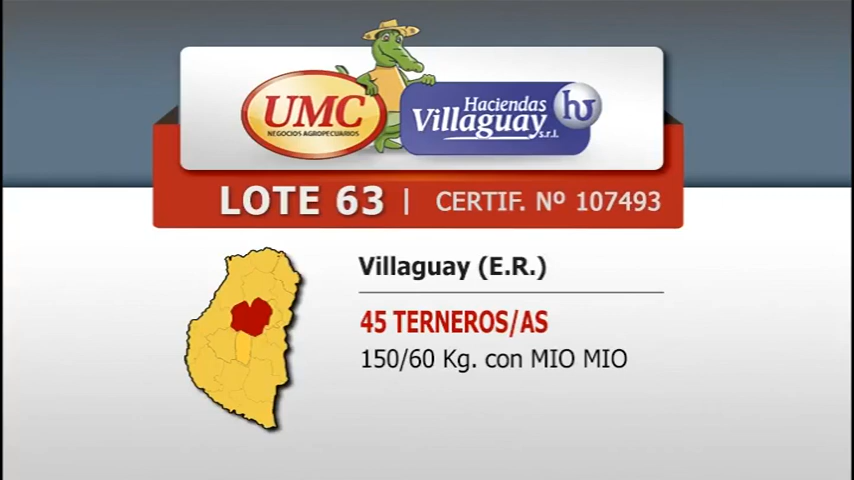 UMC
NEGOCIOS AGROPECUARIOS
Haciendas
Villaguay
s.r.l.
hv
LOTE 63 | CERTIF. Nº 107493
Villaguay (E.R.)
45 TERNEROS/AS
150/60 Kg. con MIO MIO